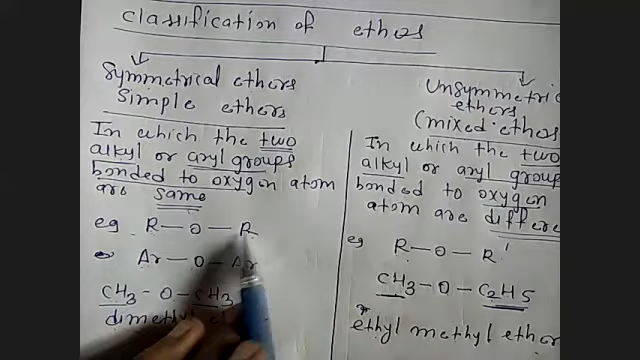 classification of ethers
Symmetrical ethers
Simple ethers
In which the two
alkyl or aryl groups
bonded to oxygen atom
are same
eg R — O — R
Ar — O — Ar
CH3 - O - CH3
dimethyl
Unsymmetric
ethers
(mixed ethers
In which the two
alkyl or aryl groups
bonded to oxygen
atom are differe
eg R — O — R'
CH3 - O - C2H5
ethyl methyl ether